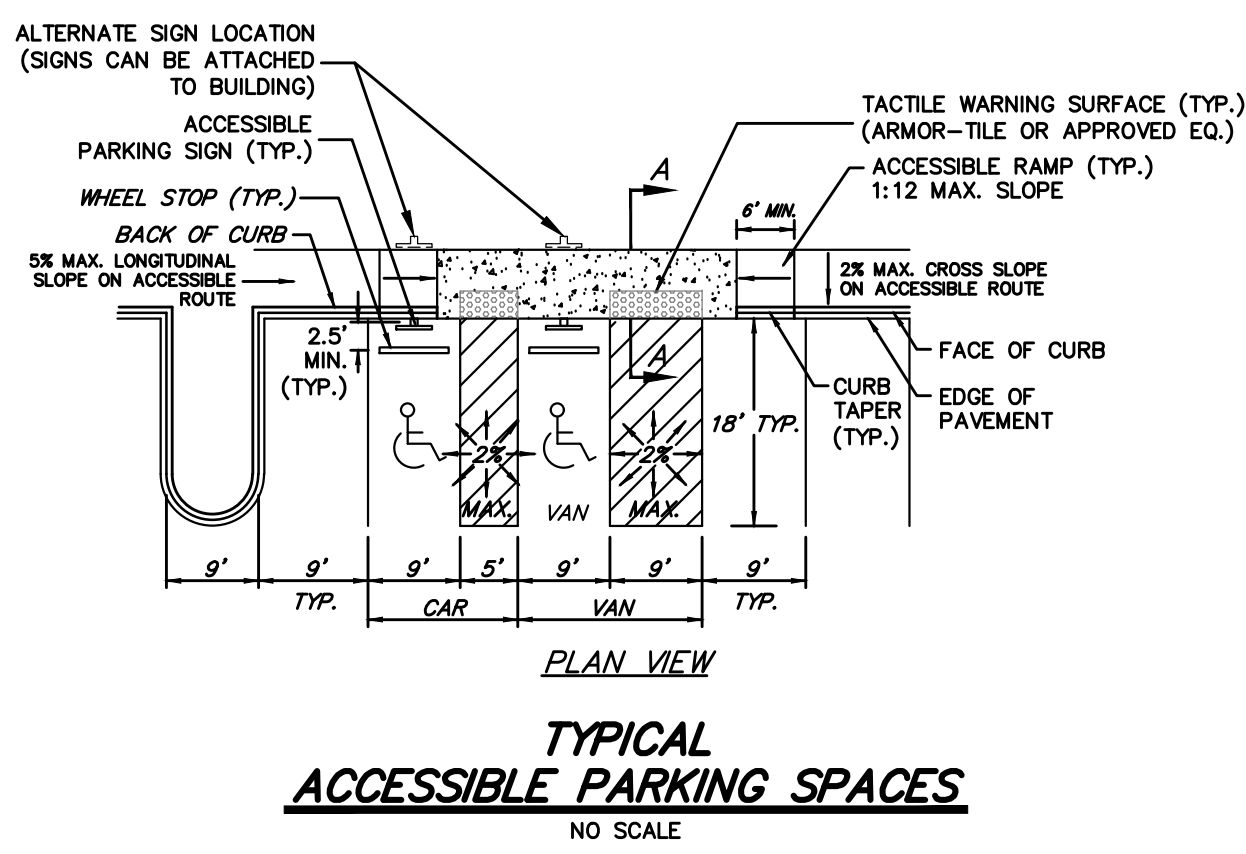 ALTERNATE SIGN LOCATION
(SIGNS CAN BE ATTACHED
TO BUILDING)
ACCESSIBLE
PARKING SIGN (TYP.)
WHEEL STOP (TYP.)
BACK OF CURB
5% MAX. LONGITUDINAL
SLOPE ON ACCESSIBLE
ROUTE
TACTILE WARNING SURFACE (TYP.)
(ARMOR-TILE OR APPROVED EQ.)
ACCESSIBLE RAMP (TYP.)
1:12 MAX. SLOPE
A
6' MIN.
2% MAX. CROSS SLOPE
ON ACCESSIBLE ROUTE
2.5'
MIN.
(TYP.)
A
FACE OF CURB
CURB
TAPER
(TYP.)
EDGE OF
PAVEMENT
18' TYP.
2%
MAX.
VAN
2%
MAX.
9'
9'
TYP.
9'
5'
9'
9'
9'
TYP.
CAR
VAN
PLAN VIEW
TYPICAL
ACCESSIBLE PARKING SPACES
NO SCALE